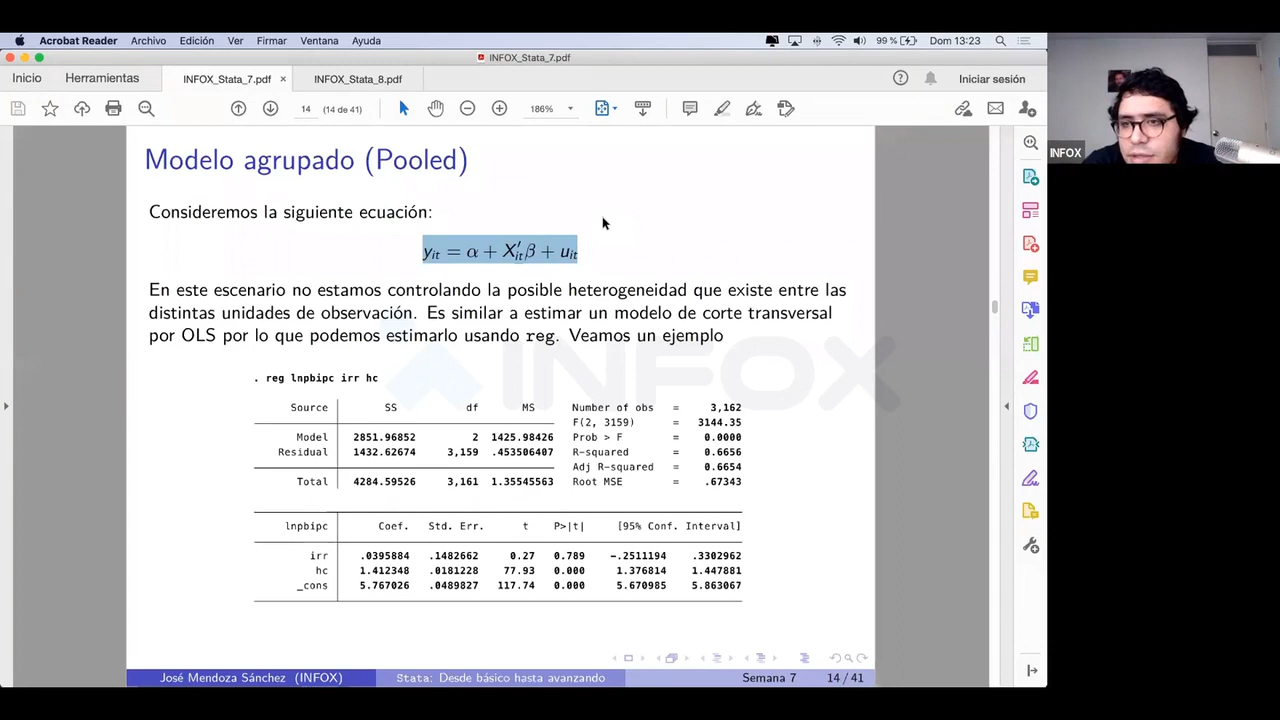 Acrobat Reader Archivo Edición Ver Firmar Ventana Ayuda 99 % Dom 13:23
INFOX_Stata_7.pdf
Inicio Herramientas INFOX_Stata_7.pdf × INFOX_Stata_8.pdf Iniciar sesión
14 (14 de 41) 186%
INFOX
Modelo agrupado (Pooled)
Consideremos la siguiente ecuación:
y_it = α + X′_it β + u_it
En este escenario no estamos controlando la posible heterogeneidad que existe entre las
distintas unidades de observación. Es similar a estimar un modelo de corte transversal
por OLS por lo que podemos estimarlo usando reg. Veamos un ejemplo
INFOX
. reg lnpbipc irr hc
Source SS df MS Number of obs = 3,162
F(2, 3159) = 3144.35
Model 2851.96852 2 1425.98426 Prob > F = 0.0000
Residual 1432.62674 3,159 .453506407 R-squared = 0.6656
Adj R-squared = 0.6654
Total 4284.59526 3,161 1.35545563 Root MSE = .67343
lnpbipc Coef. Std. Err. t P>|t| [95% Conf. Interval]
irr .0395884 .1482662 0.27 0.789 -.2511194 .3302962
hc 1.412348 .0181228 77.93 0.000 1.376814 1.447881
_cons 5.767026 .0489827 117.74 0.000 5.670985 5.863067
José Mendoza Sánchez (INFOX) Stata: Desde básico hasta avanzando Semana 7 14 / 41